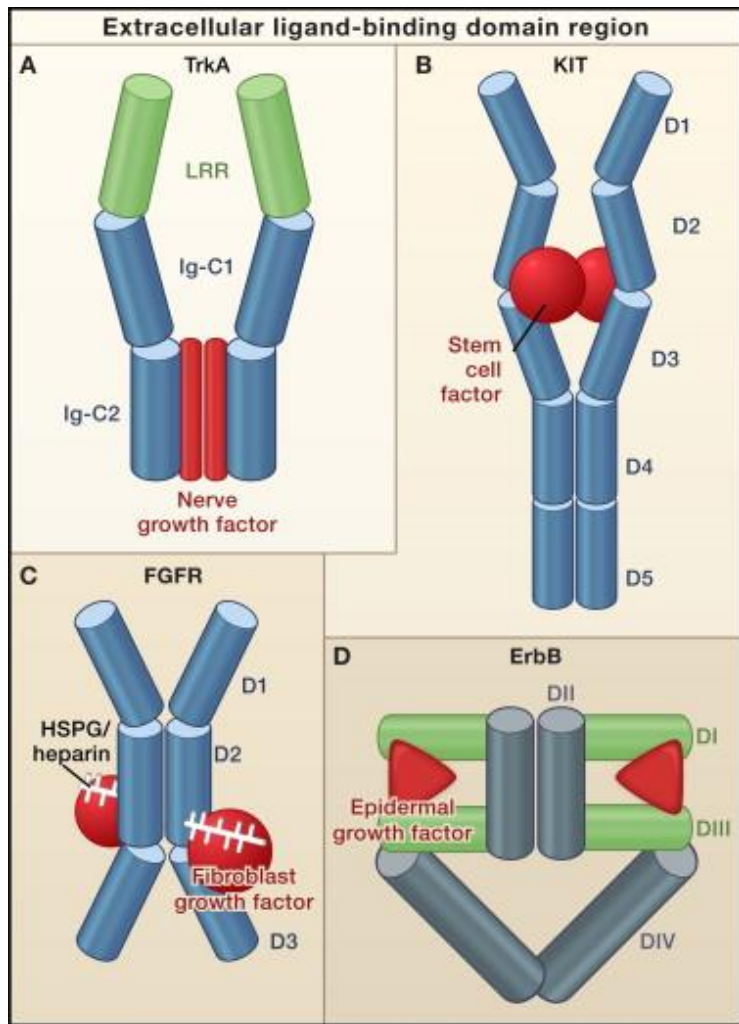 Extracellular ligand-binding domain region
A
TrkA
LRR
Ig-C1
Ig-C2
Nerve
growth factor
B
KIT
D1
D2
Stem
cell
factor
D3
D4
D5
C
FGFR
D1
HSPG/
heparin
D2
Fibroblast
growth factor
D3
D
ErbB
DII
DI
Epidermal
growth factor
DIII
DIV